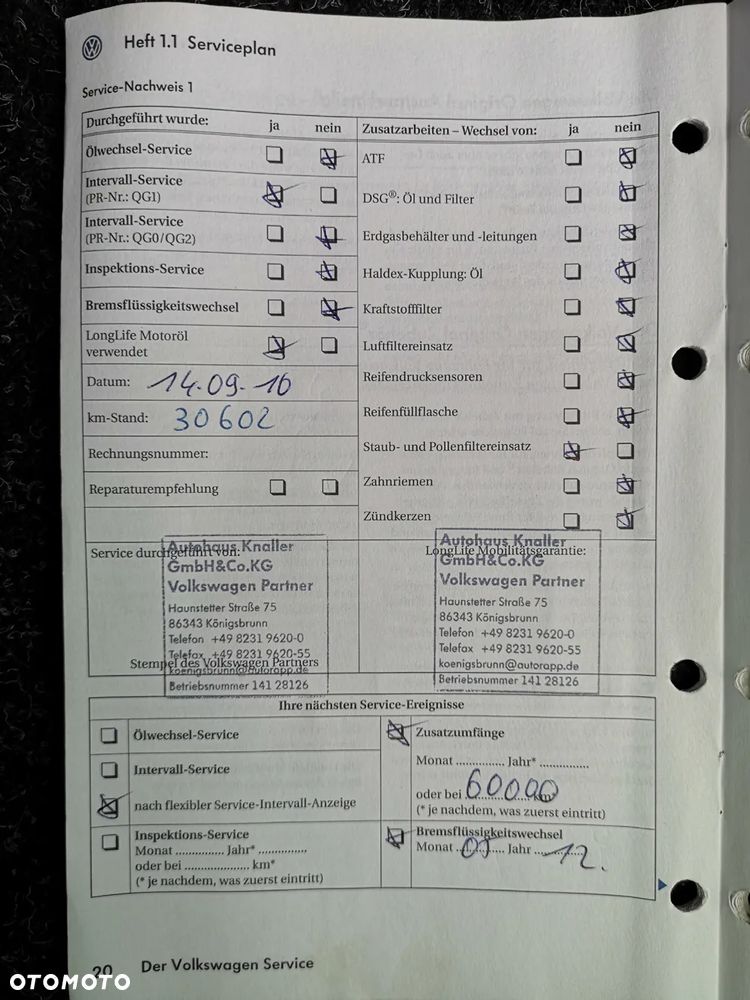 Heft 1.1 Serviceplan
Service-Nachweis 1
Durchgeführt wurde: ja nein
Ölwechsel-Service
Intervall-Service
(PR-Nr.: QG1)
Intervall-Service
(PR-Nr.: QG0/QG2)
Inspektions-Service
Bremsflüssigkeitswechsel
LongLife Motoröl
verwendet
Datum: 14.09.10
km-Stand: 30602
Rechnungsnummer:
Reparaturempfehlung
Zusatzarbeiten – Wechsel von: ja nein
ATF
DSG®: Öl und Filter
Erdgasbehälter und -leitungen
Haldex-Kupplung: Öl
Kraftstofffilter
Luftfiltereinsatz
Reifendrucksensoren
Reifenfüllflasche
Staub- und Pollenfiltereinsatz
Zahnriemen
Zündkerzen
Service durchgeführt von:
Autohaus Knaller
GmbH&Co.KG
Volkswagen Partner
Haunstetter Straße 75
86343 Königsbrunn
Telefon +49 8231 9620-0
Telefax +49 8231 9620-55
koenigsbrunn@autorapp.de
Betriebsnummer 141 28126
Stempel des Volkswagen Partners
LongLife Mobilitätsgarantie:
Autohaus Knaller
GmbH&Co.KG
Volkswagen Partner
Haunstetter Straße 75
86343 Königsbrunn
Telefon +49 8231 9620-0
Telefax +49 8231 9620-55
koenigsbrunn@autorapp.de
Betriebsnummer 141 28126
Ihre nächsten Service-Ereignisse
Ölwechsel-Service
Intervall-Service
nach flexibler Service-Intervall-Anzeige
Inspektions-Service
Monat ............... Jahr* ...............
oder bei .................... km*
(* je nachdem, was zuerst eintritt)
Zusatzumfänge
Monat ............... Jahr* ...............
oder bei 60000 km*
(* je nachdem, was zuerst eintritt)
Bremsflüssigkeitswechsel
Monat Jahr 12.
20 Der Volkswagen Service
OTOMOTO